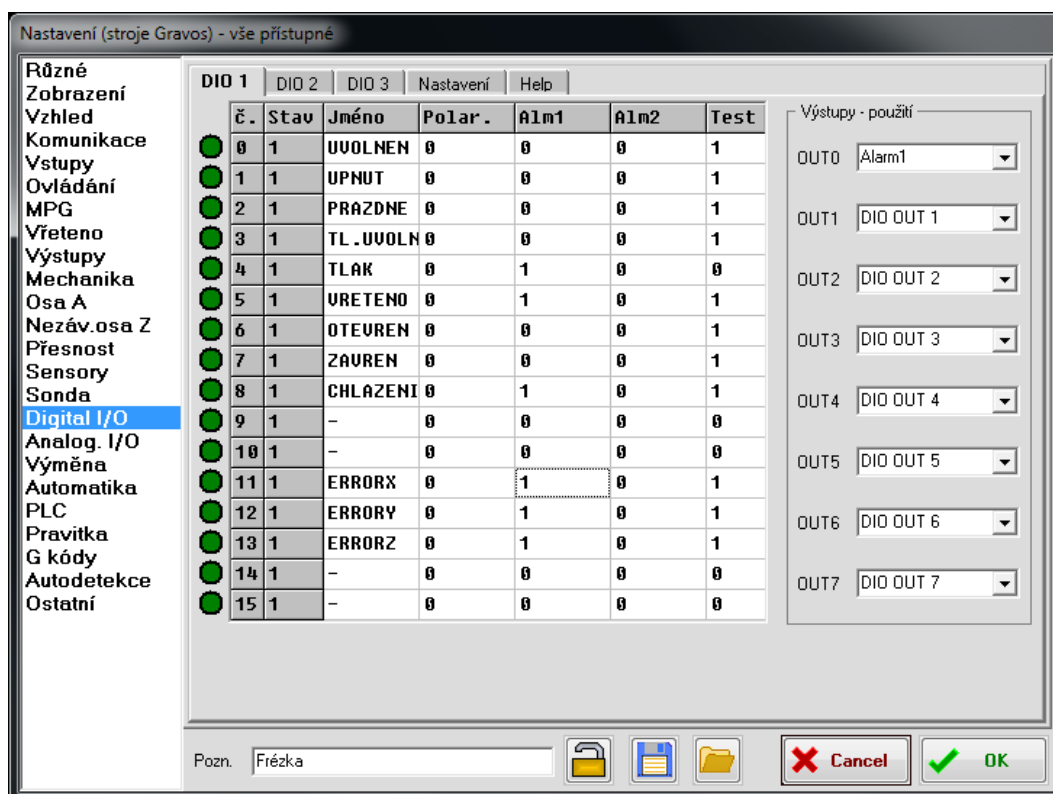 Nastavení (stroje Gravos) - vše přístupné
Různé
Zobrazení
Vzhled
Komunikace
Vstupy
Ovládání
MPG
Vřeteno
Výstupy
Mechanika
Osa A
Nezáv.osa Z
Přesnost
Sensory
Sonda
Digital I/O
Analog. I/O
Výměna
Automatika
PLC
Pravitka
G kódy
Autodetekce
Ostatní
DIO 1 DIO 2 DIO 3 Nastavení Help
č. Stav Jméno Polar. Alm1 Alm2 Test
0 1 UVOLNEN 0 0 0 1
1 1 UPNUT 0 0 0 1
2 1 PRAZDNE 0 0 0 1
3 1 TL.UVOLN 0 0 0 1
4 1 TLAK 0 1 0 0
5 1 VRETENO 0 1 0 1
6 1 OTEVREN 0 0 0 1
7 1 ZAVREN 0 0 0 1
8 1 CHLAZENI 0 1 0 1
9 1 - 0 0 0 0
10 1 - 0 0 0 0
11 1 ERRORX 0 1 0 1
12 1 ERRORY 0 1 0 1
13 1 ERRORZ 0 1 0 1
14 1 - 0 0 0 0
15 1 - 0 0 0 0
Výstupy - použití
OUT0 Alarm1
OUT1 DIO OUT 1
OUT2 DIO OUT 2
OUT3 DIO OUT 3
OUT4 DIO OUT 4
OUT5 DIO OUT 5
OUT6 DIO OUT 6
OUT7 DIO OUT 7
Pozn. Frézka Cancel OK